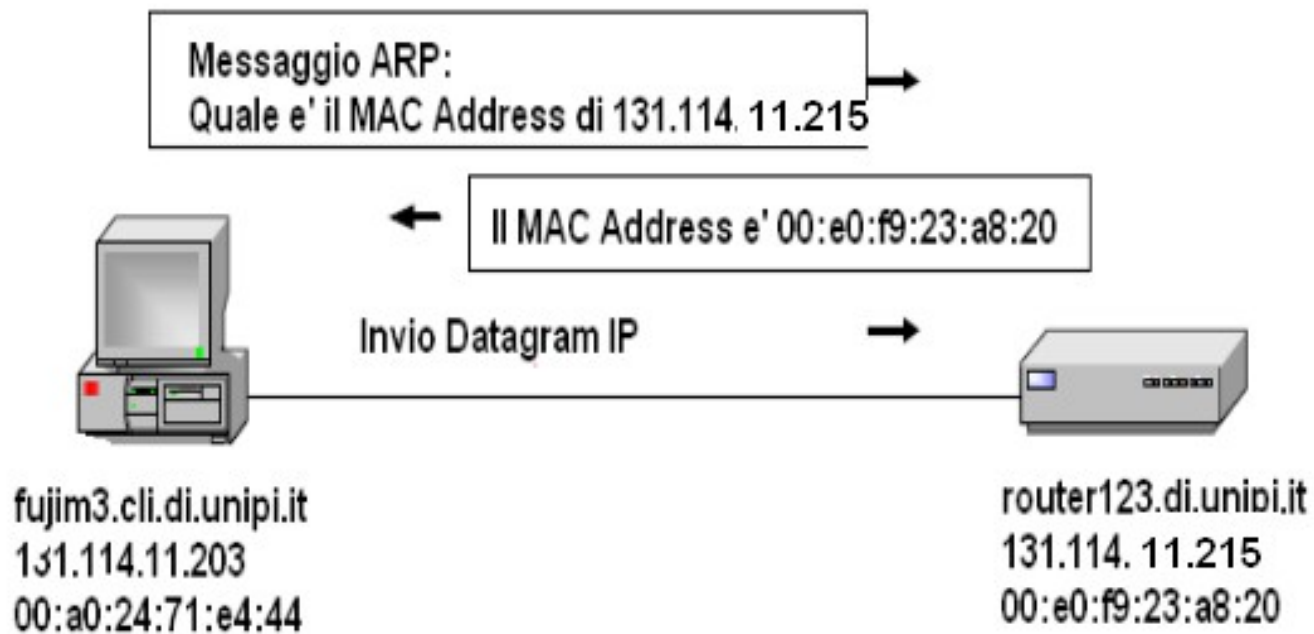 Messaggio ARP:
Quale e' il MAC Address di 131.114. 11.215
Il MAC Address e' 00:e0:f9:23:a8:20
Invio Datagram IP
fujim3.cli.di.unipi.it
131.114.11.203
00:a0:24:71:e4:44
router123.di.unipi.it
131.114. 11.215
00:e0:f9:23:a8:20